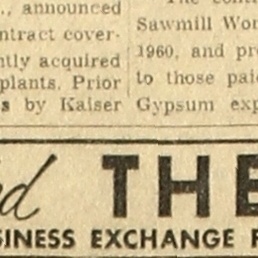 ., announced
ntract cover-
ntly acquired
plants. Prior
s by Kaiser
Sawmill Wor
1960, and pr
to those paid
Gypsum exp
ed THE
SINESS EXCHANGE F